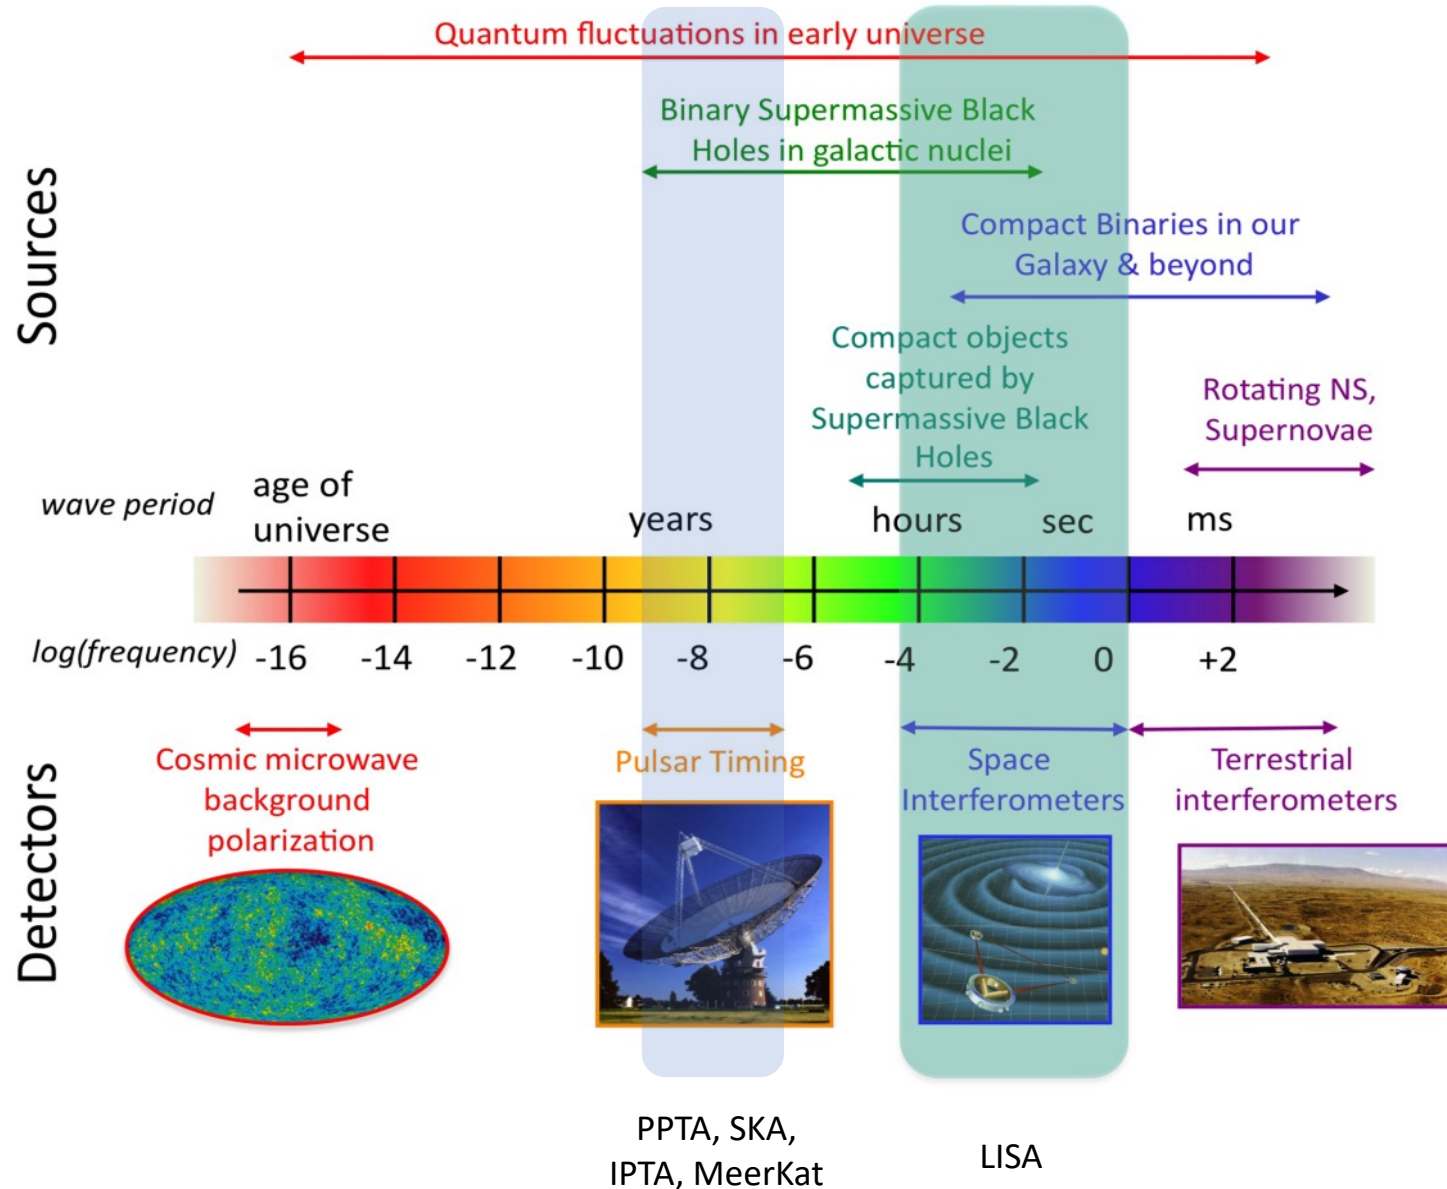 Sources
Quantum fluctuations in early universe
Binary Supermassive Black
Holes in galactic nuclei
Compact Binaries in our
Galaxy & beyond
Compact objects
captured by
Supermassive Black
Holes
Rotating NS,
Supernovae
wave period
age of
universe
years
hours
sec
ms
log(frequency)
-16
-14
-12
-10
-8
-6
-4
-2
0
+2
Detectors
Cosmic microwave
background
polarization
Pulsar Timing
Space
Interferometers
Terrestrial
interferometers
PPTA, SKA,
IPTA, MeerKat
LISA